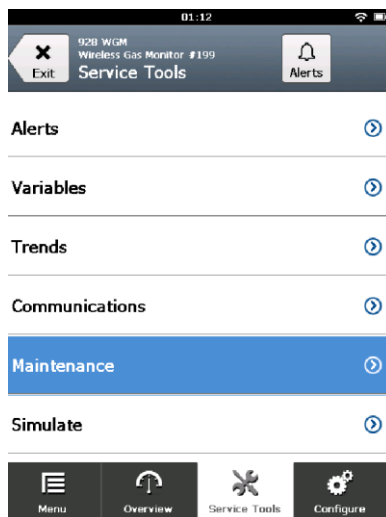 01:12
928 WGM
Wireless Gas Monitor #199
Service Tools
Exit
Alerts
Alerts
Variables
Trends
Communications
Maintenance
Simulate
Menu
Overview
Service Tools
Configure